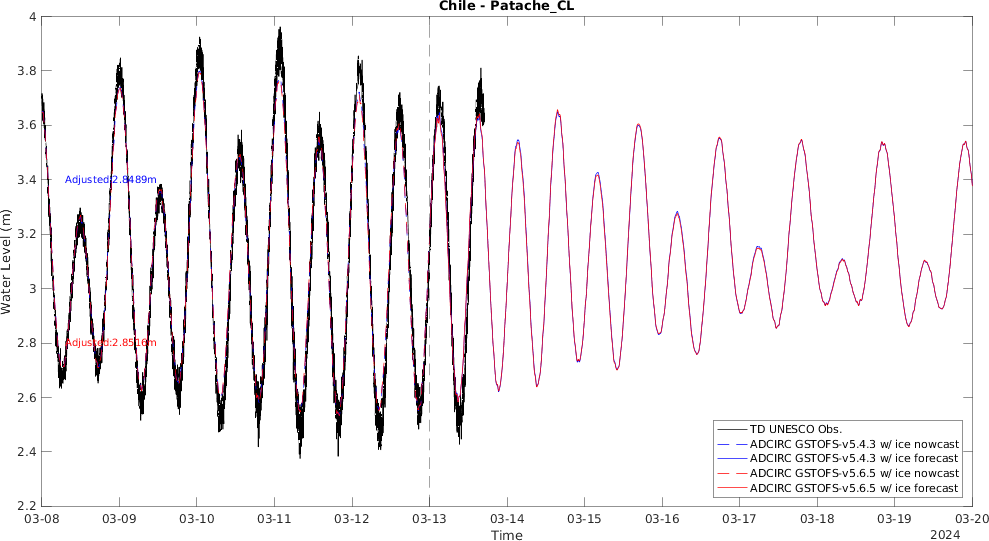 Chile - Patache_CL
4
3.8
3.6
3.4
3.2
3
2.8
2.6
2.4
2.2
Water Level (m)
Adjusted:2.8489m
Adjusted:2.8516m
TD UNESCO Obs.
ADCIRC GSTOFS-v5.4.3 w/ ice nowcast
ADCIRC GSTOFS-v5.4.3 w/ ice forecast
ADCIRC GSTOFS-v5.6.5 w/ ice nowcast
ADCIRC GSTOFS-v5.6.5 w/ ice forecast
03-08 03-09 03-10 03-11 03-12 03-13 03-14 03-15 03-16 03-17 03-18 03-19 03-20
Time
2024